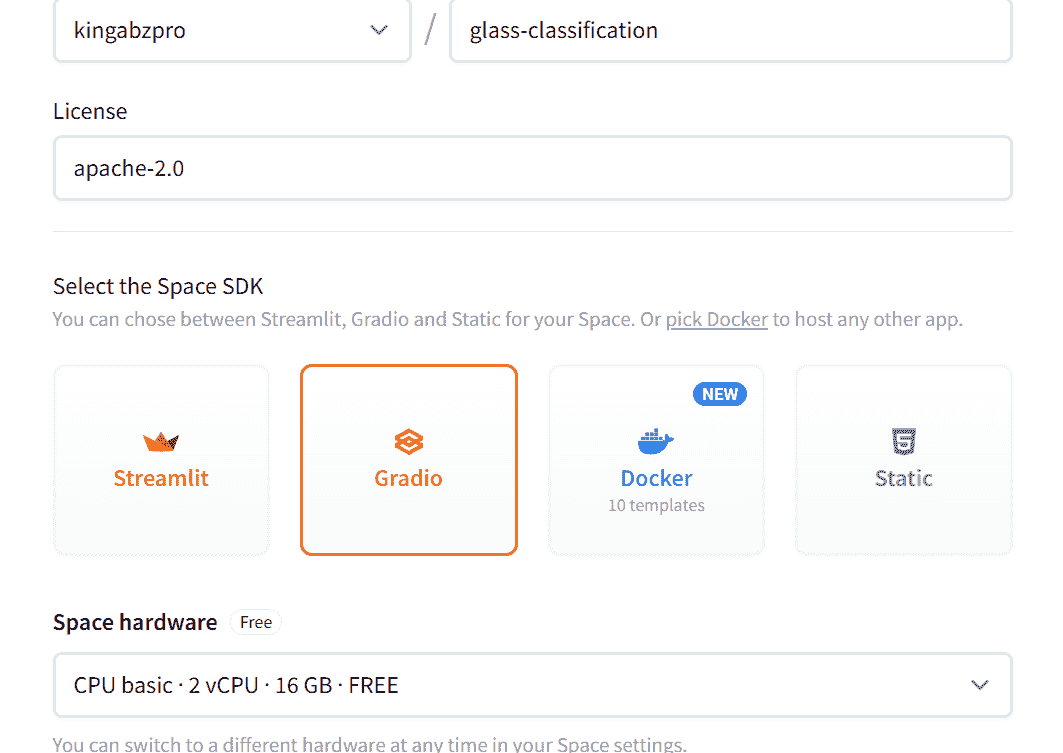 kingabzpro / glass-classification
License
apache-2.0
Select the Space SDK
You can chose between Streamlit, Gradio and Static for your Space. Or pick Docker to host any other app.
NEW
Streamlit Gradio Docker Static
10 templates
Space hardware Free
CPU basic · 2 vCPU · 16 GB · FREE
You can switch to a different hardware at any time in your Space settings.